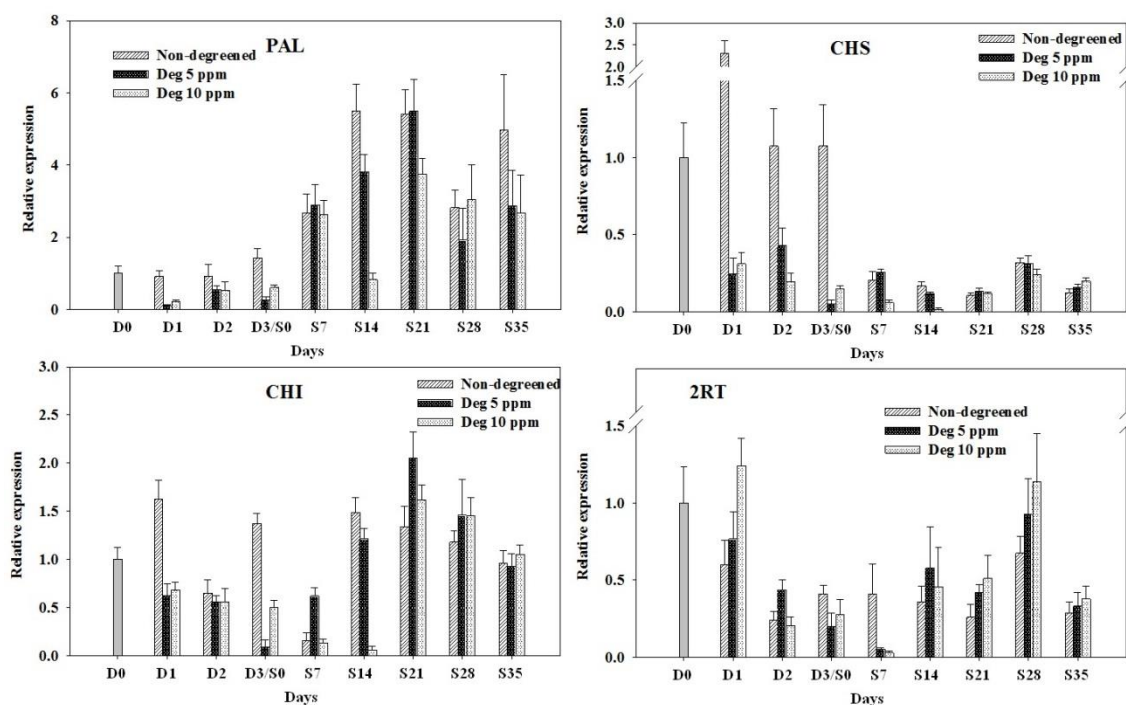 PAL
Non-degreened
Deg 5 ppm
Deg 10 ppm
Relative expression
8
6
4
2
0
D0 D1 D2 D3/S0 S7 S14 S21 S28 S35
Days
CHS
Non-degreened
Deg 5 ppm
Deg 10 ppm
Relative expression
3.0
2.5
2.0
1.5
1.0
0.5
0.0
D0 D1 D2 D3/S0 S7 S14 S21 S28 S35
Days
CHI
Non-degreened
Deg 5 ppm
Deg 10 ppm
Relative expression
3.0
2.5
2.0
1.5
1.0
0.5
0.0
D0 D1 D2 D3/S0 S7 S14 S21 S28 S35
Days
2RT
Non-degreened
Deg 5 ppm
Deg 10 ppm
Relative expression
1.5
1.0
0.5
0.0
D0 D1 D2 D3/S0 S7 S14 S21 S28 S35
Days